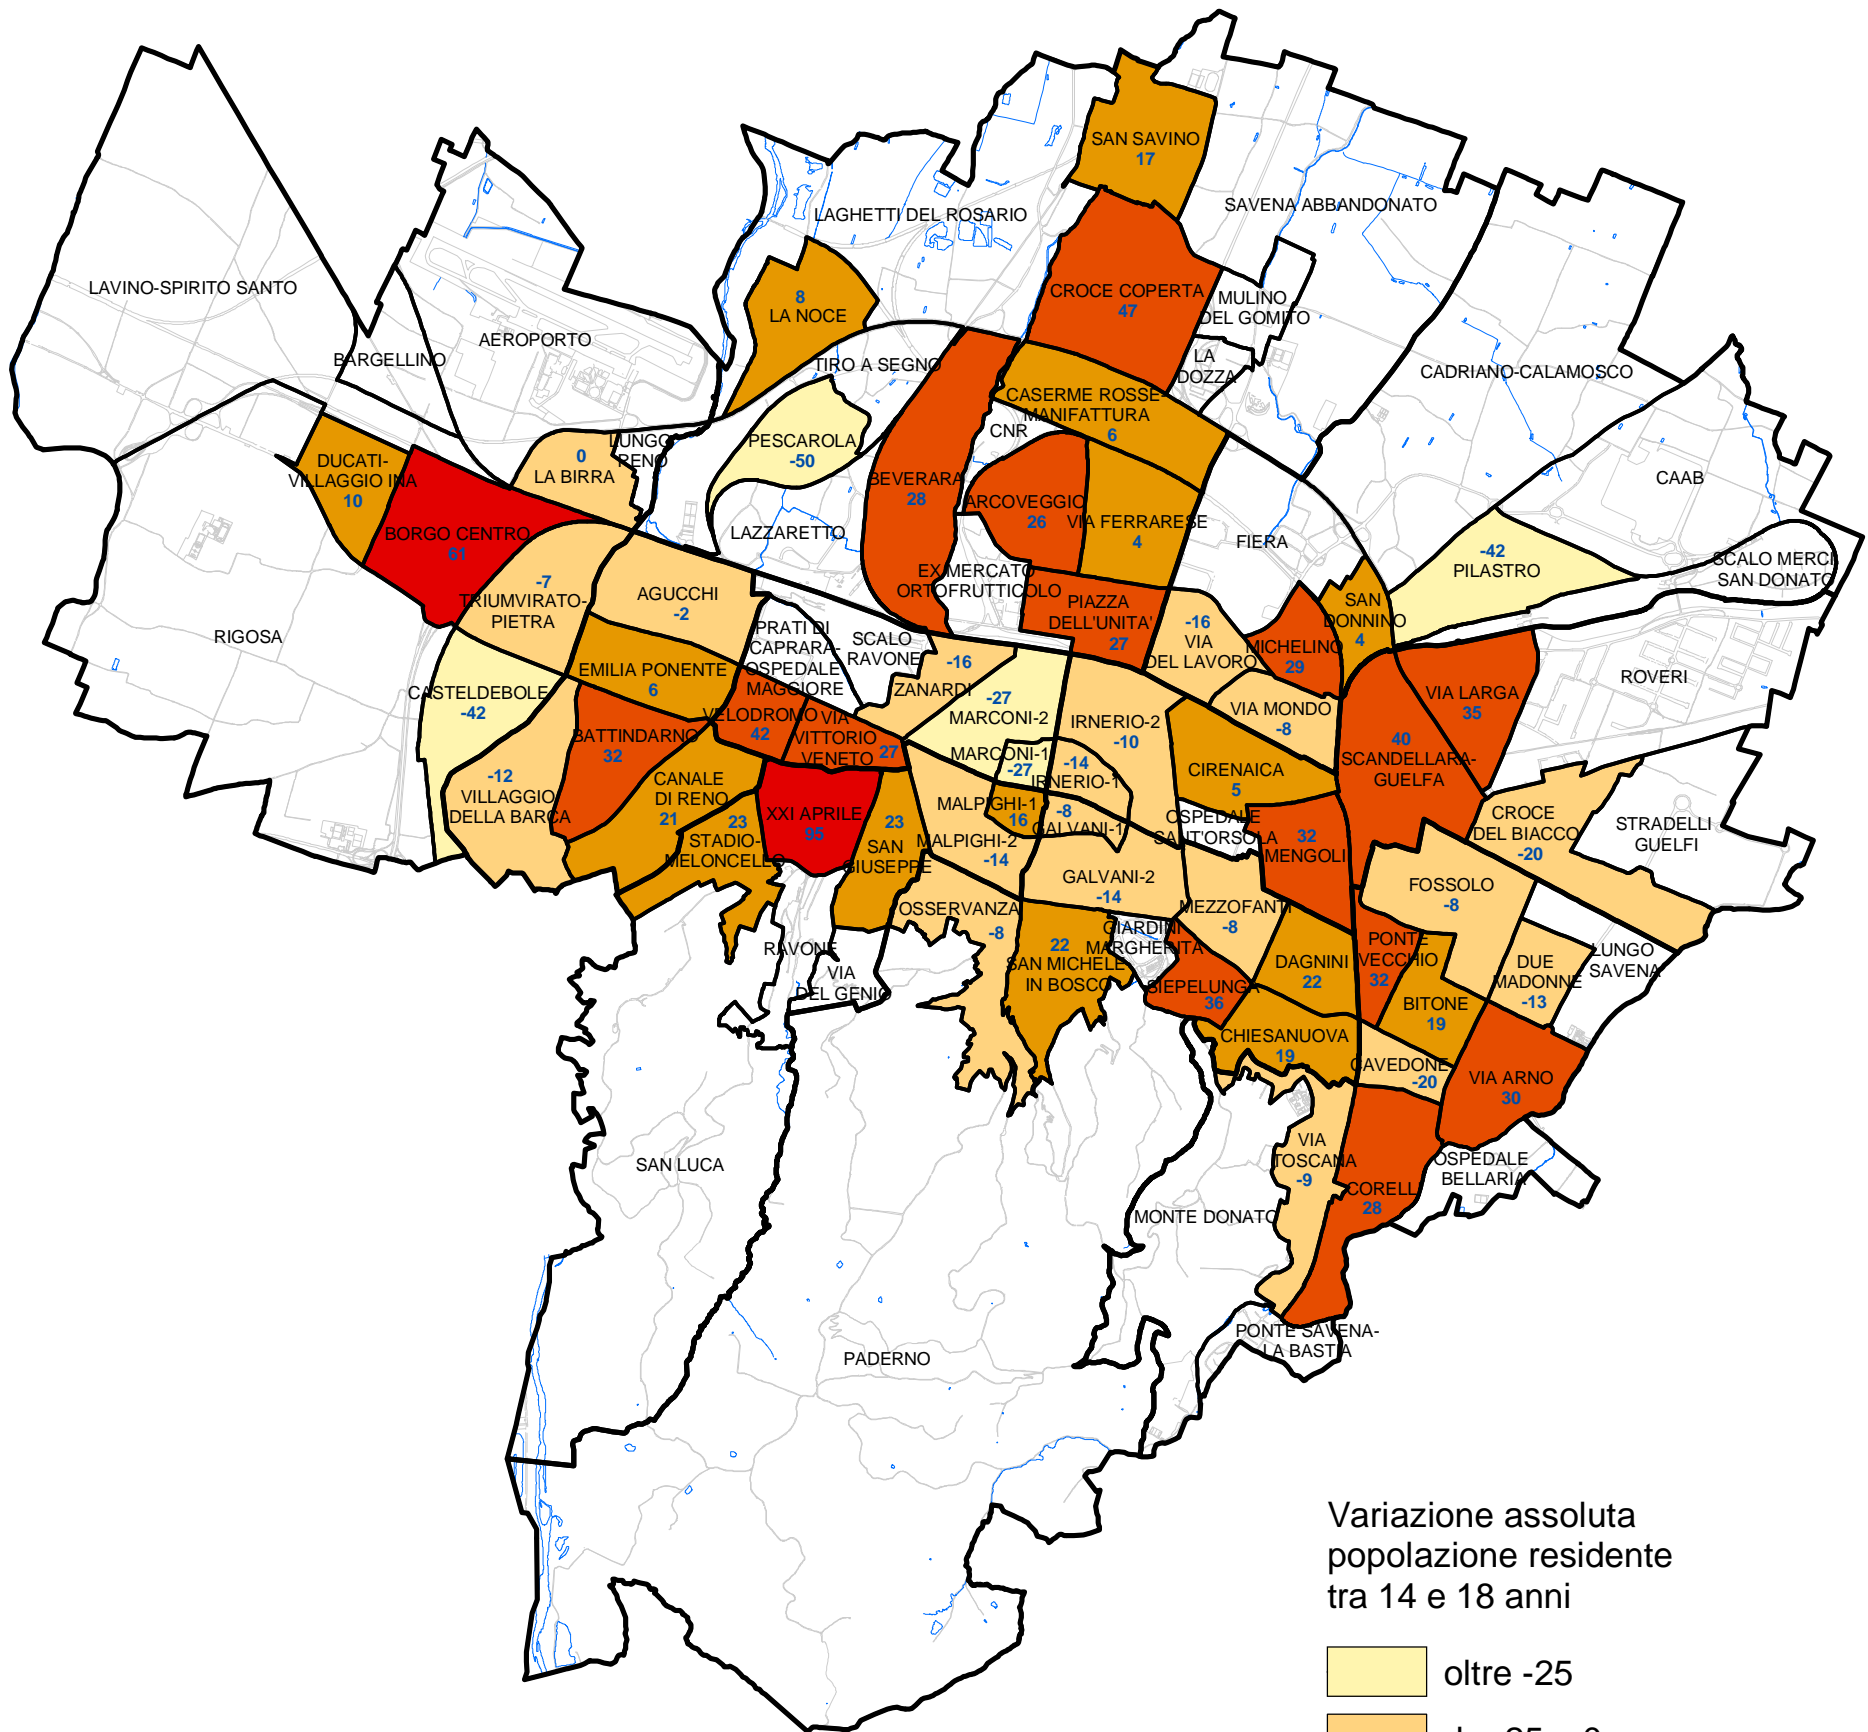 SAN SAVINO
17
SAVENA ABBANDONATO
LAGHETTI DEL ROSARIO
LAVINO-SPIRITO SANTO
CROCE COPERTA
47
MULINO
DEL GOMITO
8
LA NOCE
AEROPORTO
BARGELLINO
TIRO A SEGNO
LA
DOZZA
CADRIANO-CALAMOSCO
CASERME ROSSE-
MANIFATTURA
6
CNR
LUNGO
RENO
PESCAROLA
-50
0
LA BIRRA
DUCATI-
VILLAGGIO INA
10
BEVERARA
28
CAAB
ARCOVEGGIO
26
VIA FERRARESE
4
BORGO CENTRO
61
LAZZARETTO
FIERA
-42
PILASTRO
SCALO MERCI
SAN DONATO
EX MERCATO
ORTOFRUTTICOLO
-7
TRIUMVIRATO-
PIETRA
AGUCCHI
-2
PIAZZA
DELL'UNITA'
27
SAN
DONNINO
4
RIGOSA
PRATI DI
CAPRARA-
OSPEDALE
MAGGIORE
SCALO
RAVONE
-16
VIA
DEL LAVORO
MICHELINO
29
-16
ZANARDI
EMILIA PONENTE
6
ROVERI
CASTELDEBOLE
-42
-27
MARCONI-2
VIA LARGA
35
VIA MONDO
-8
VELODROMO
42
VIA
VITTORIO
VENETO
27
IRNERIO-2
-10
BATTINDARNO
32
40
SCANDELLARA-
GUELFA
MARCONI-1
-27
-14
IRNERIO-1
CIRENAICA
5
-12
VILLAGGIO
DELLA BARCA
CANALE
DI RENO
21
XXI APRILE
95
MALPIGHI-1
16
-8
GALVANI-1
OSPEDALE
SANT'ORSOLA
CROCE
DEL BIACCO
-20
STRADELLI
GUELFI
23
STADIO-
MELONCELLO
23
SAN
GIUSEPPE
MALPIGHI-2
-14
32
MENGOLI
GALVANI-2
-14
FOSSOLO
-8
OSSERVANZA
-8
MEZZOFANTI
-8
GIARDINI
MARGHERITA
RAVONE
22
SAN MICHELE
IN BOSCO
PONTE
VECCHIO
32
LUNGO
SAVENA
DAGNINI
22
DUE
MADONNE
-13
VIA
DEL GENIO
SIEPELUNGA
36
BITONE
19
CHIESANUOVA
19
CAVEDONE
-20
VIA ARNO
30
VIA
TOSCANA
-9
SAN LUCA
OSPEDALE
BELLARIA
CORELLI
28
MONTE DONATO
PONTE SAVENA-
LA BASTIA
PADERNO
Variazione assoluta
popolazione residente
tra 14 e 18 anni
oltre -25